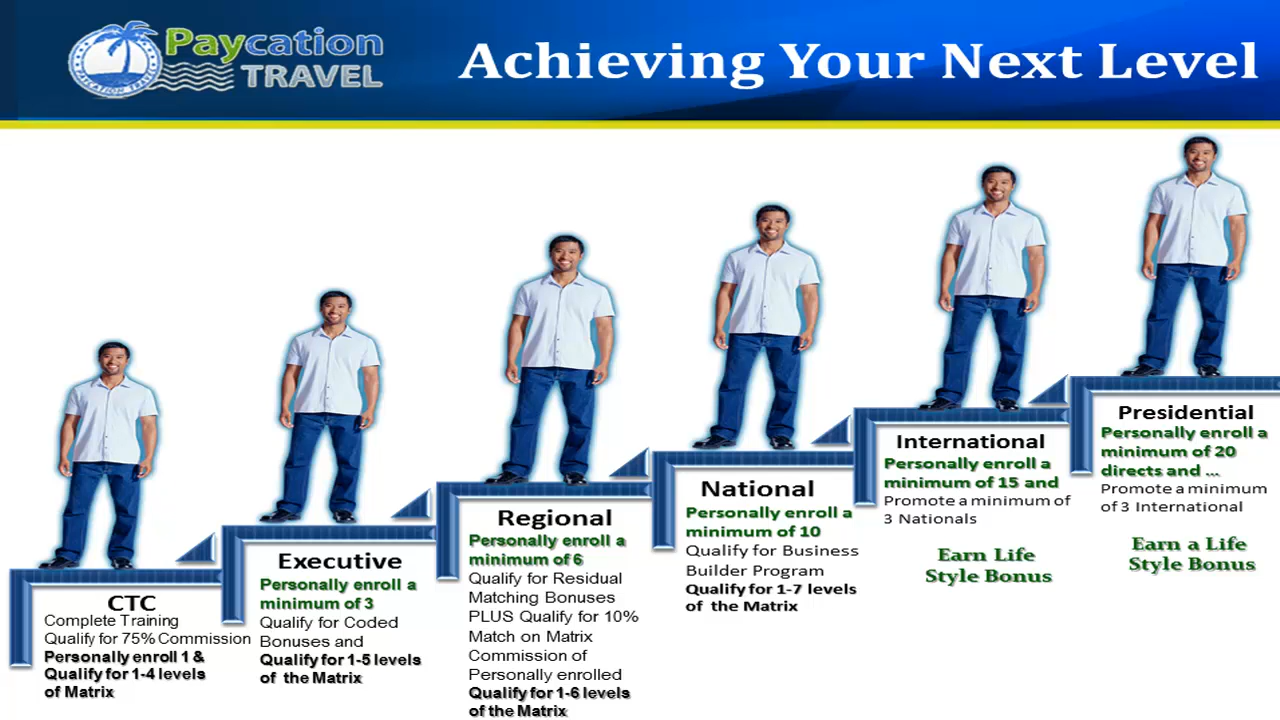 Paycation
TRAVEL
Achieving Your Next Level
CTC
Complete Training
Qualify for 75% Commission
Personally enroll 1 &
Qualify for 1-4 levels
of Matrix
Executive
Personally enroll a
minimum of 3
Qualify for Coded
Bonuses and
Qualify for 1-5 levels
of the Matrix
Regional
Personally enroll a
minimum of 6
Qualify for Residual
Matching Bonuses
PLUS Qualify for 10%
Match on Matrix
Commission of
Personally enrolled
Qualify for 1-6 levels
of the Matrix
National
Personally enroll a
minimum of 10
Qualify for Business
Builder Program
Qualify for 1-7 levels
of the Matrix
International
Personally enroll a
minimum of 15 and
Promote a minimum of
3 Nationals
Earn Life
Style Bonus
Presidential
Personally enroll a
minimum of 20
directs and ...
Promote a minimum
of 3 International
Earn a Life
Style Bonus